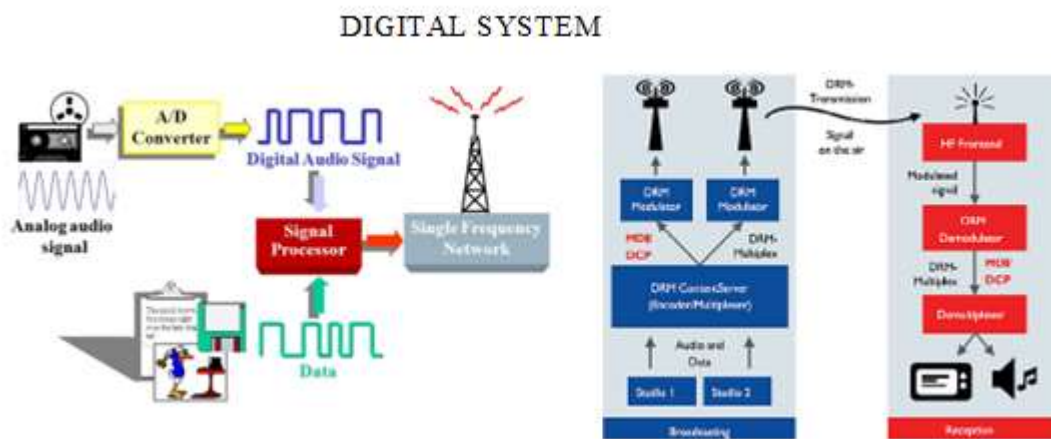 DIGITAL SYSTEM
A/D
Converter
Digital Audio Signal
Analog audio
signal
Signal
Processor
Single Frequency
Network
Data
DRM
Modulator
DRM
Modulator
MDI/
DCP
DRM-
Multiplex
DRM ContentServer
(Encoder/Multiplexer)
Audio and
Data
Studio 1
Studio 2
Broadcasting
DRM-
Transmission
Signal
on the air
HF Frontend
Modulated
signal
DRM
Demodulator
DRM-
Multiplex
MDI/
DCP
Demultiplexer
Reception